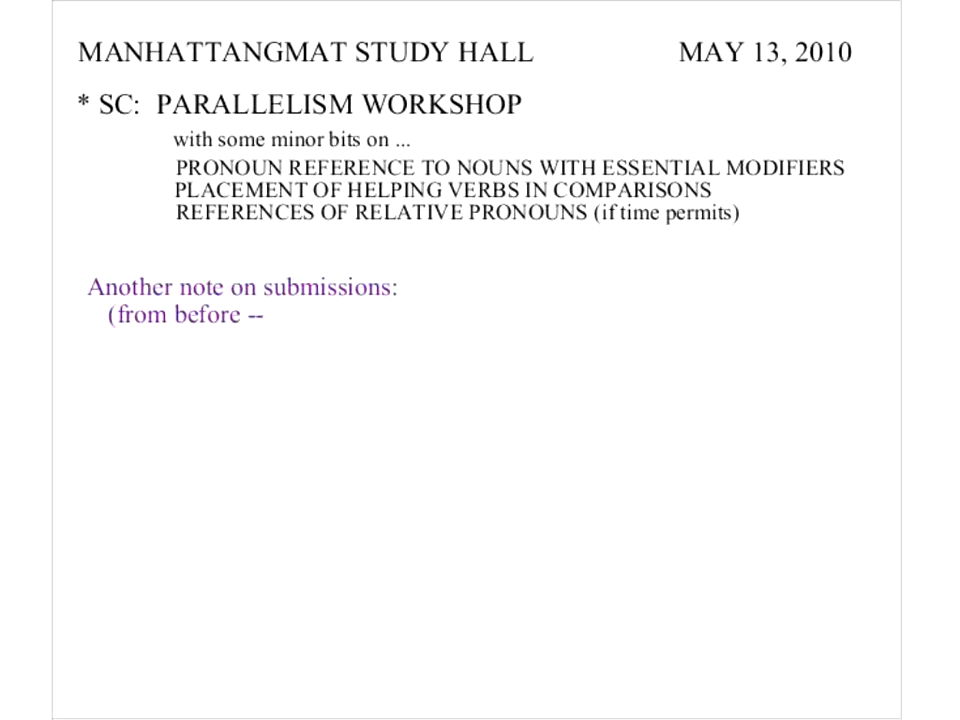 MANHATTANGMAT STUDY HALL MAY 13, 2010
* SC: PARALLELISM WORKSHOP
with some minor bits on ...
PRONOUN REFERENCE TO NOUNS WITH ESSENTIAL MODIFIERS
PLACEMENT OF HELPING VERBS IN COMPARISONS
REFERENCES OF RELATIVE PRONOUNS (if time permits)
Another note on submissions:
(from before --